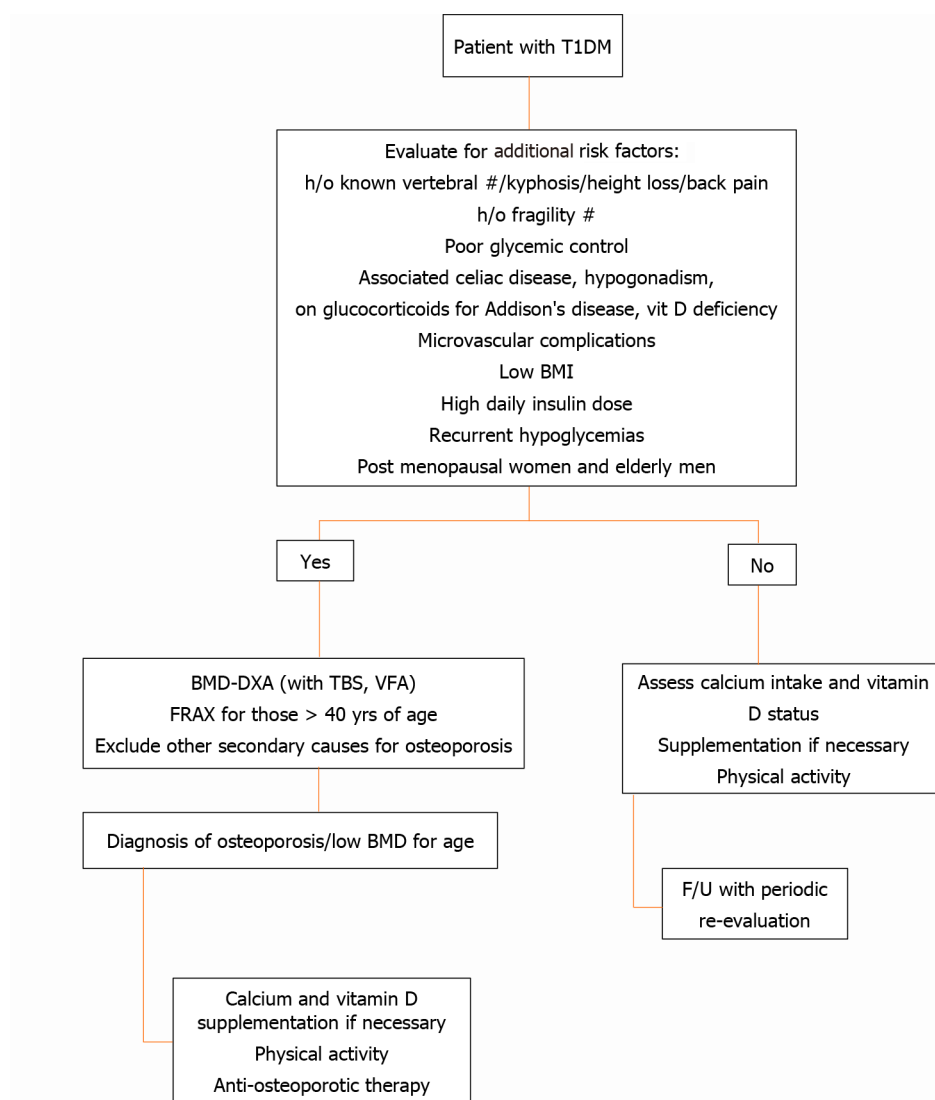 Patient with T1DM
Evaluate for additional risk factors:
h/o known vertebral #/kyphosis/height loss/back pain
h/o fragility #
Poor glycemic control
Associated celiac disease, hypogonadism,
on glucocorticoids for Addison's disease, vit D deficiency
Microvascular complications
Low BMI
High daily insulin dose
Recurrent hypoglycemias
Post menopausal women and elderly men
Yes
No
BMD-DXA (with TBS, VFA)
FRAX for those > 40 yrs of age
Exclude other secondary causes for osteoporosis
Assess calcium intake and vitamin
D status
Supplementation if necessary
Physical activity
Diagnosis of osteoporosis/low BMD for age
F/U with periodic
re-evaluation
Calcium and vitamin D
supplementation if necessary
Physical activity
Anti-osteoporotic therapy